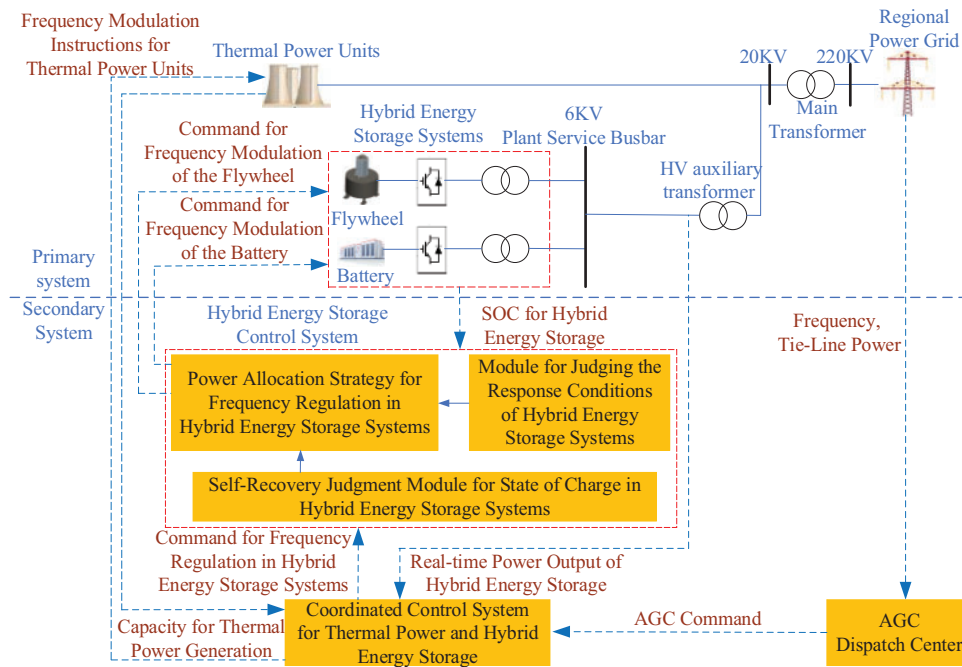 Frequency Modulation
Instructions for
Thermal Power Units
Thermal Power Units
Regional
Power Grid
20KV
220KV
Main
Transformer
Hybrid Energy
Storage Systems
6KV
Plant Service Busbar
HV auxiliary
transformer
Command for
Frequency Modulation
of the Flywheel
Flywheel
Command for
Frequency Modulation
of the Battery
Battery
Primary
system
Secondary
System
Hybrid Energy Storage
Control System
SOC for Hybrid
Energy Storage
Frequency,
Tie-Line Power
Power Allocation Strategy for
Frequency Regulation in
Hybrid Energy Storage Systems
Module for Judging the
Response Conditions
of Hybrid Energy
Storage Systems
Self-Recovery Judgment Module for State of Charge in
Hybrid Energy Storage Systems
Command for Frequency
Regulation in Hybrid
Energy Storage Systems
Real-time Power Output of
Hybrid Energy Storage
Capacity for Thermal
Power Generation
Coordinated Control System
for Thermal Power and Hybrid
Energy Storage
AGC Command
AGC
Dispatch Center